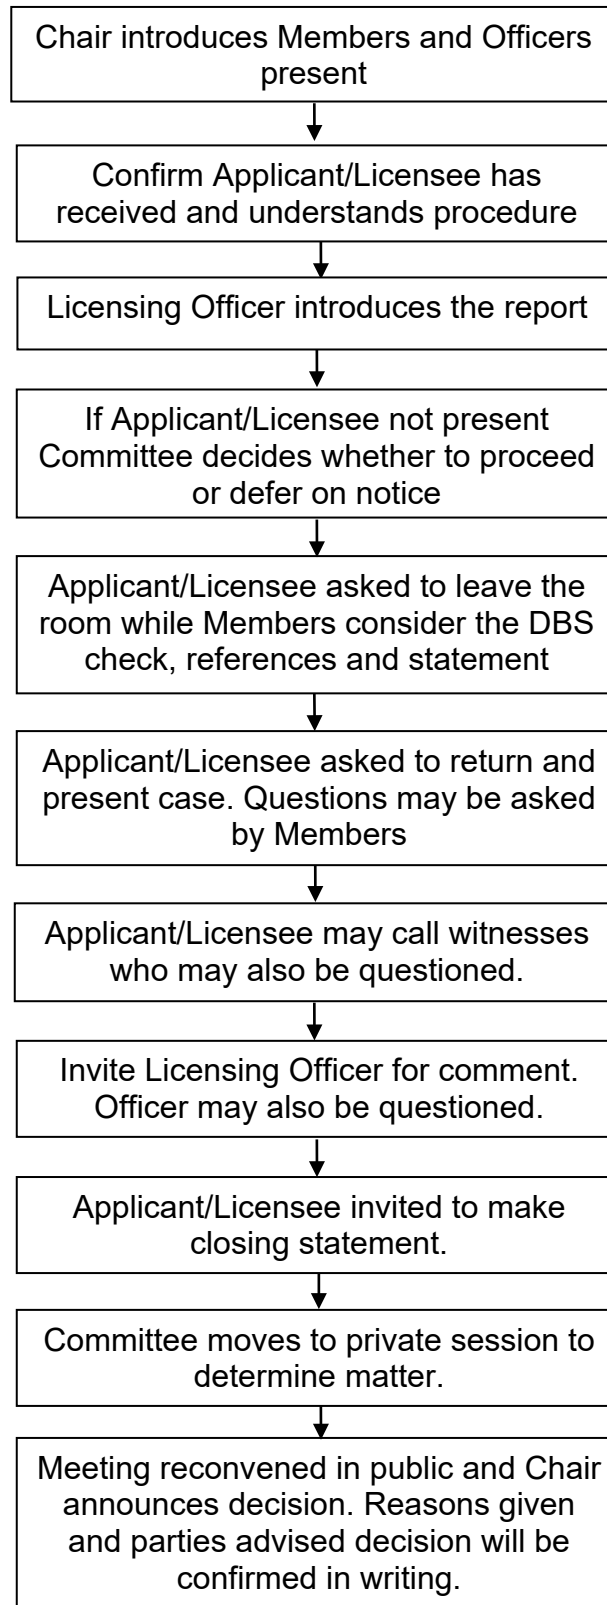 Chair introduces Members and Officers
present
Confirm Applicant/Licensee has
received and understands procedure
Licensing Officer introduces the report
If Applicant/Licensee not present
Committee decides whether to proceed
or defer on notice
Applicant/Licensee asked to leave the
room while Members consider the DBS
check, references and statement
Applicant/Licensee asked to return and
present case. Questions may be asked
by Members
Applicant/Licensee may call witnesses
who may also be questioned.
Invite Licensing Officer for comment.
Officer may also be questioned.
Applicant/Licensee invited to make
closing statement.
Committee moves to private session to
determine matter.
Meeting reconvened in public and Chair
announces decision. Reasons given
and parties advised decision will be
confirmed in writing.